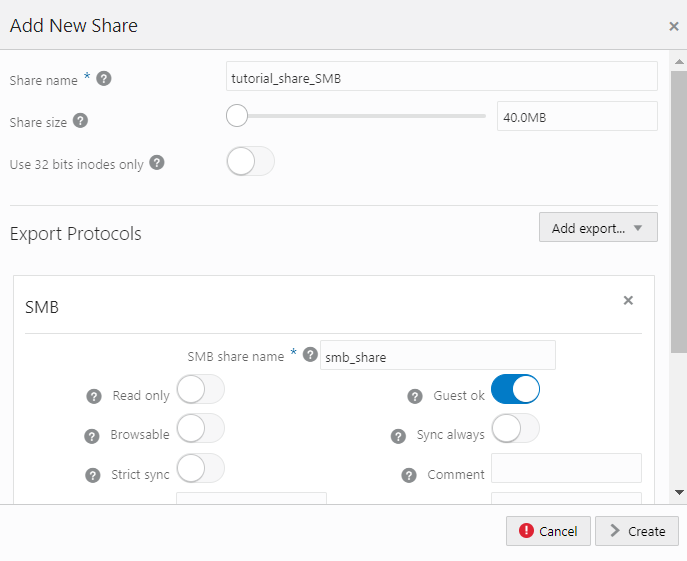 Add New Share
Share name * tutorial_share_SMB
Share size 40.0MB
Use 32 bits inodes only
Export Protocols Add export...
SMB
SMB share name * smb_share
Read only Guest ok
Browsable Sync always
Strict sync Comment
Cancel Create